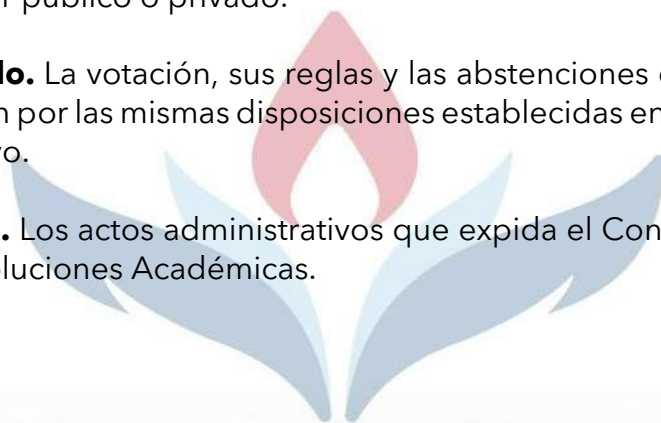 público o privado.
do. La votación, sus reglas y las abstenciones
por las mismas disposiciones establecidas en
vo.
. Los actos administrativos que expida el Con
luciones Académicas.